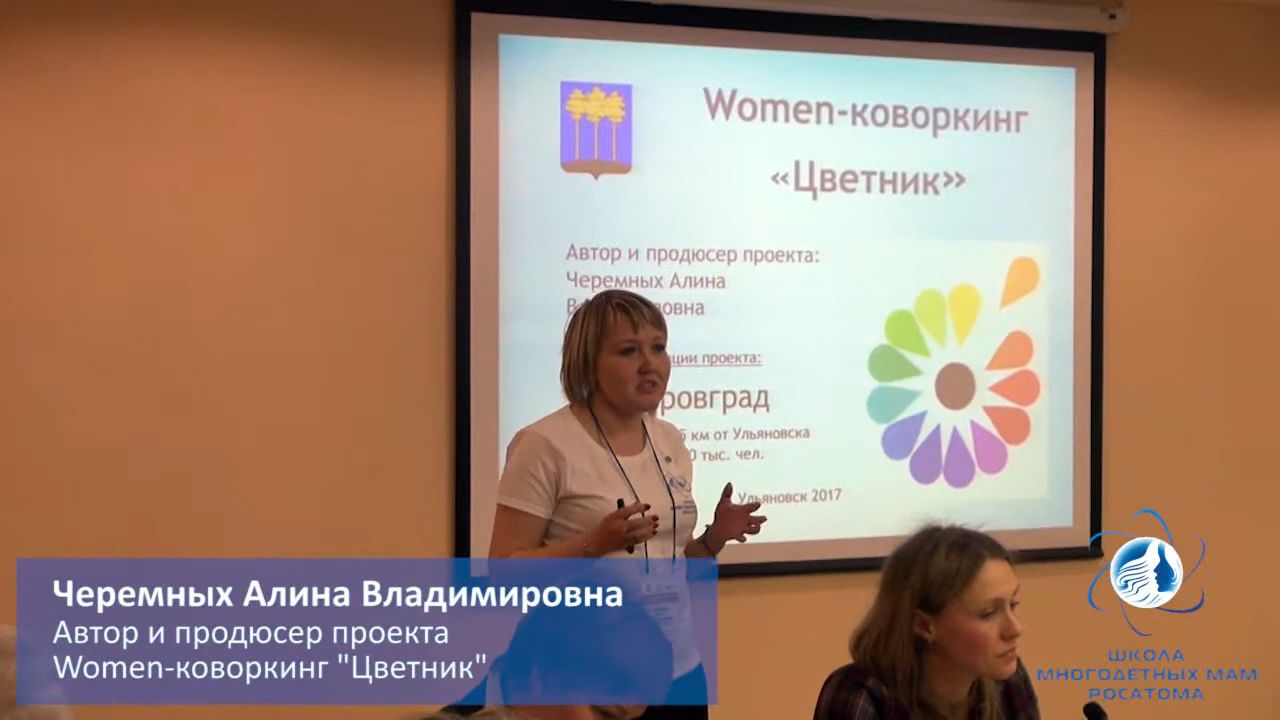 Women-коворкинг
«Цветник»
Автор и продюсер проекта:
Черемных Алина
ции проекта:
ровград
км от Ульяновска
тыс. чел.
Ульяновск 2017
Черемных Алина Владимировна
Автор и продюсер проекта
Women-коворкинг "Цветник"
ШКОЛА
МНОГОДЕТНЫХ МАМ
РОСАТОМА